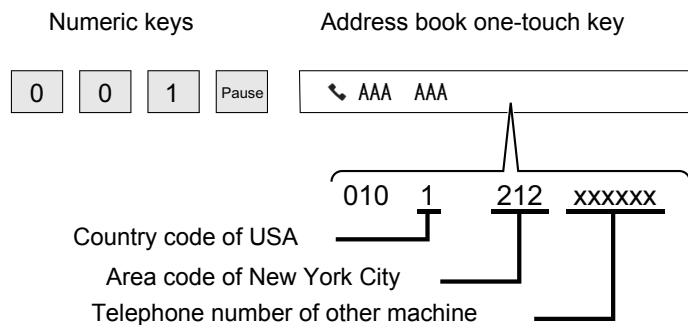 Numeric keys Address book one-touch key
0 0 1 Pause AAA AAA
010 1 212 xxxxxx
Country code of USA
Area code of New York City
Telephone number of other machine